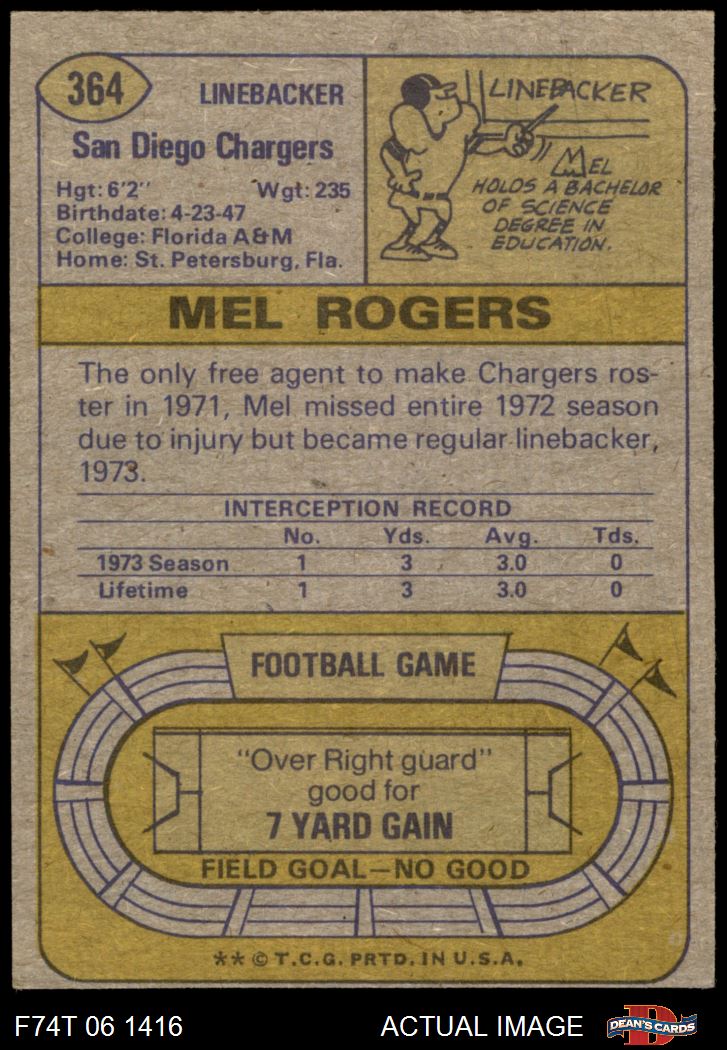 364
LINEBACKER
San Diego Chargers
Hgt: 6'2" Wgt: 235
Birthdate: 4-23-47
College: Florida A&M
Home: St. Petersburg, Fla.
LINEBACKER
MEL
HOLDS A BACHELOR
OF SCIENCE
DEGREE IN
EDUCATION.
MEL ROGERS
The only free agent to make Chargers ros-
ter in 1971, Mel missed entire 1972 season
due to injury but became regular linebacker,
1973.
INTERCEPTION RECORD
No. Yds. Avg. Tds.
1973 Season 1 3 3.0 0
Lifetime 1 3 3.0 0
FOOTBALL GAME
"Over Right guard"
good for
7 YARD GAIN
FIELD GOAL—NO GOOD
** © T.C.G. PRTD. IN U.S.A.
F74T 06 1416 ACTUAL IMAGE
D
DEAN'S CARDS